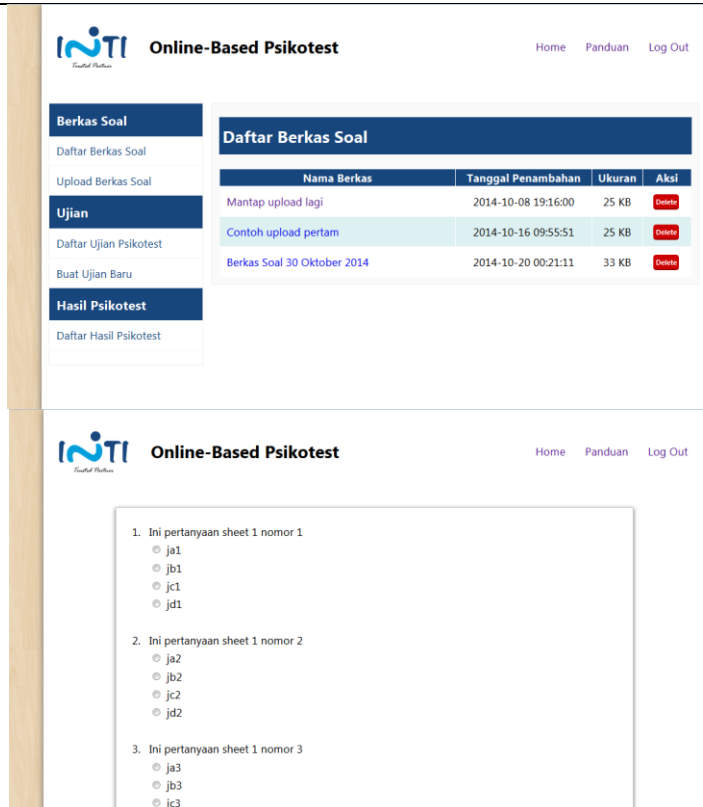 INTI Online-Based Psikotest Home Panduan Log Out
Trusted Partner
Berkas Soal
Daftar Berkas Soal
Upload Berkas Soal
Ujian
Daftar Ujian Psikotest
Buat Ujian Baru
Hasil Psikotest
Daftar Hasil Psikotest
Daftar Berkas Soal
Nama Berkas Tanggal Penambahan Ukuran Aksi
Mantap upload lagi 2014-10-08 19:16:00 25 KB Delete
Contoh upload pertam 2014-10-16 09:55:51 25 KB Delete
Berkas Soal 30 Oktober 2014 2014-10-20 00:21:11 33 KB Delete
INTI Online-Based Psikotest Home Panduan Log Out
Trusted Partner
1. Ini pertanyaan sheet 1 nomor 1
ja1
jb1
jc1
jd1
2. Ini pertanyaan sheet 1 nomor 2
ja2
jb2
jc2
jd2
3. Ini pertanyaan sheet 1 nomor 3
ja3
jb3
jc3